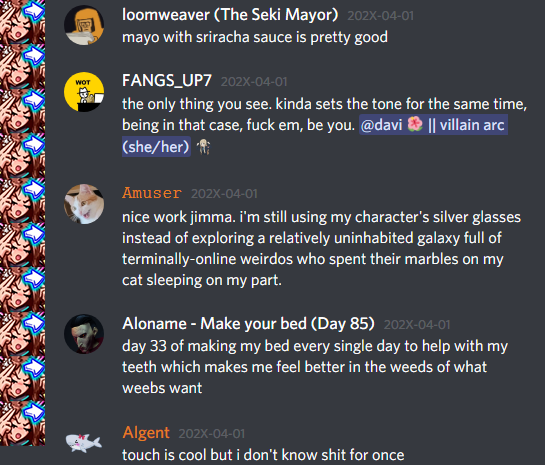 loomweaver (The Seki Mayor) 202X-04-01
mayo with sriracha sauce is pretty good
WOT
FANGS_UP7 202X-04-01
the only thing you see. kinda sets the tone for the same time,
being in that case, fuck em, be you. @davi 🌺 || villain arc
(she/her)
Amuser 202X-04-01
nice work jimma. i'm still using my character's silver glasses
instead of exploring a relatively uninhabited galaxy full of
terminally-online weirdos who spent their marbles on my
cat sleeping on my part.
Aloname - Make your bed (Day 85) 202X-04-01
day 33 of making my bed every single day to help with my
teeth which makes me feel better in the weeds of what
weebs want
Algent 202X-04-01
touch is cool but i don't know shit for once